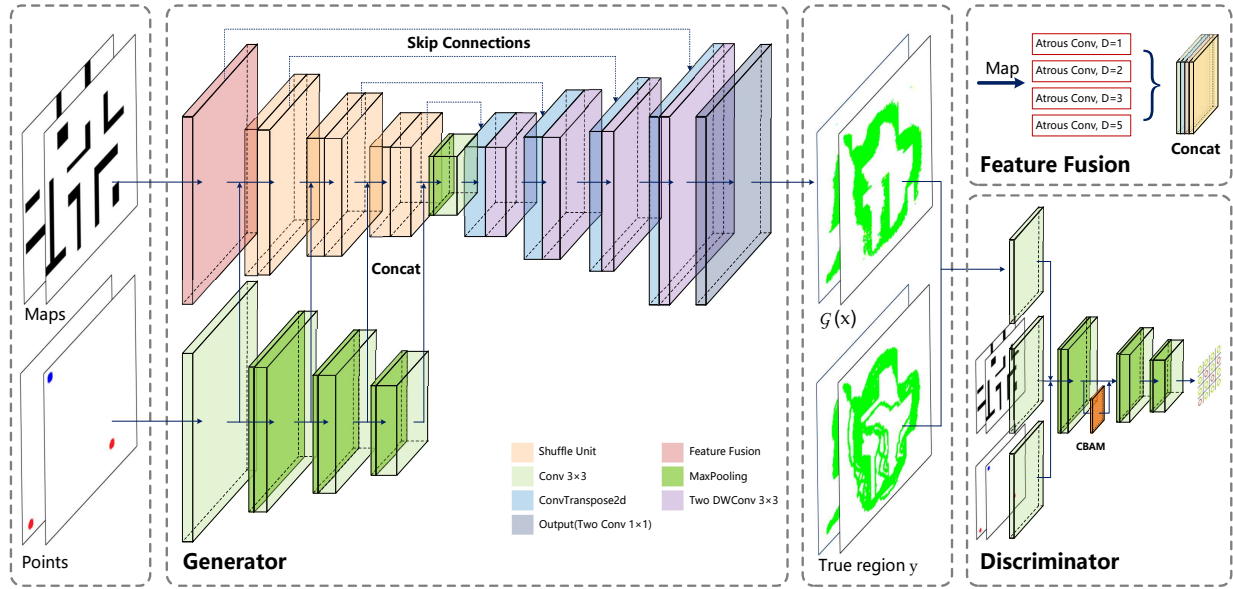 Maps
Points
Skip Connections
Concat
Shuffle Unit
Feature Fusion
Conv 3×3
MaxPooling
ConvTranspose2d
Two DWConv 3×3
Output(Two Conv 1×1)
Generator
𝒢(x)
True region y
Map
Atrous Conv, D=1
Atrous Conv, D=2
Atrous Conv, D=3
Atrous Conv, D=5
Concat
Feature Fusion
CBAM
Discriminator